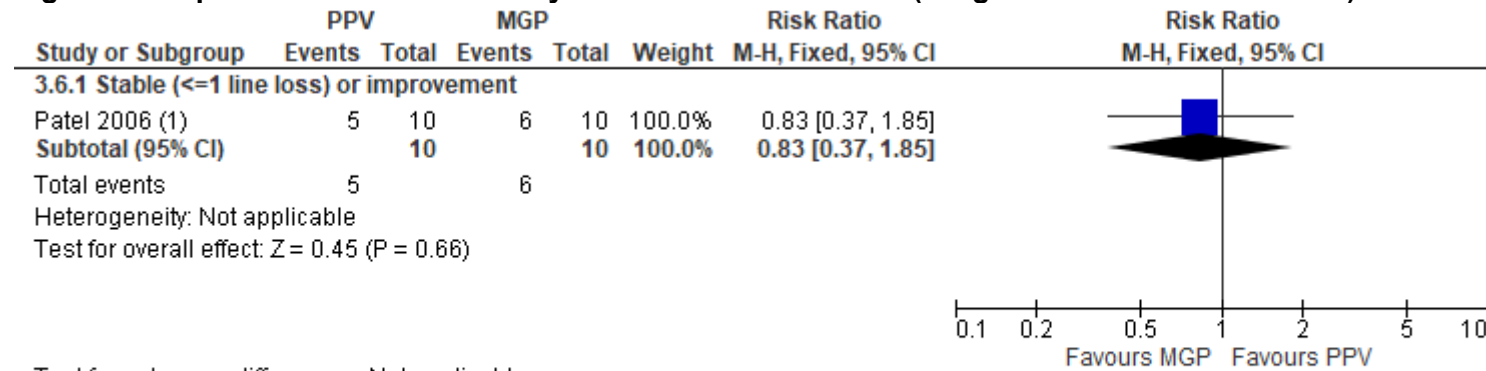 PPV MGP Risk Ratio Risk Ratio
Study or Subgroup Events Total Events Total Weight M-H, Fixed, 95% CI M-H, Fixed, 95% CI
3.6.1 Stable (<=1 line loss) or improvement
Patel 2006 (1) 5 10 6 10 100.0% 0.83 [0.37, 1.85]
Subtotal (95% CI) 10 10 100.0% 0.83 [0.37, 1.85]
Total events 5 6
Heterogeneity: Not applicable
Test for overall effect: Z = 0.45 (P = 0.66)
0.1 0.2 0.5 1 2 5 10
Favours MGP Favours PPV